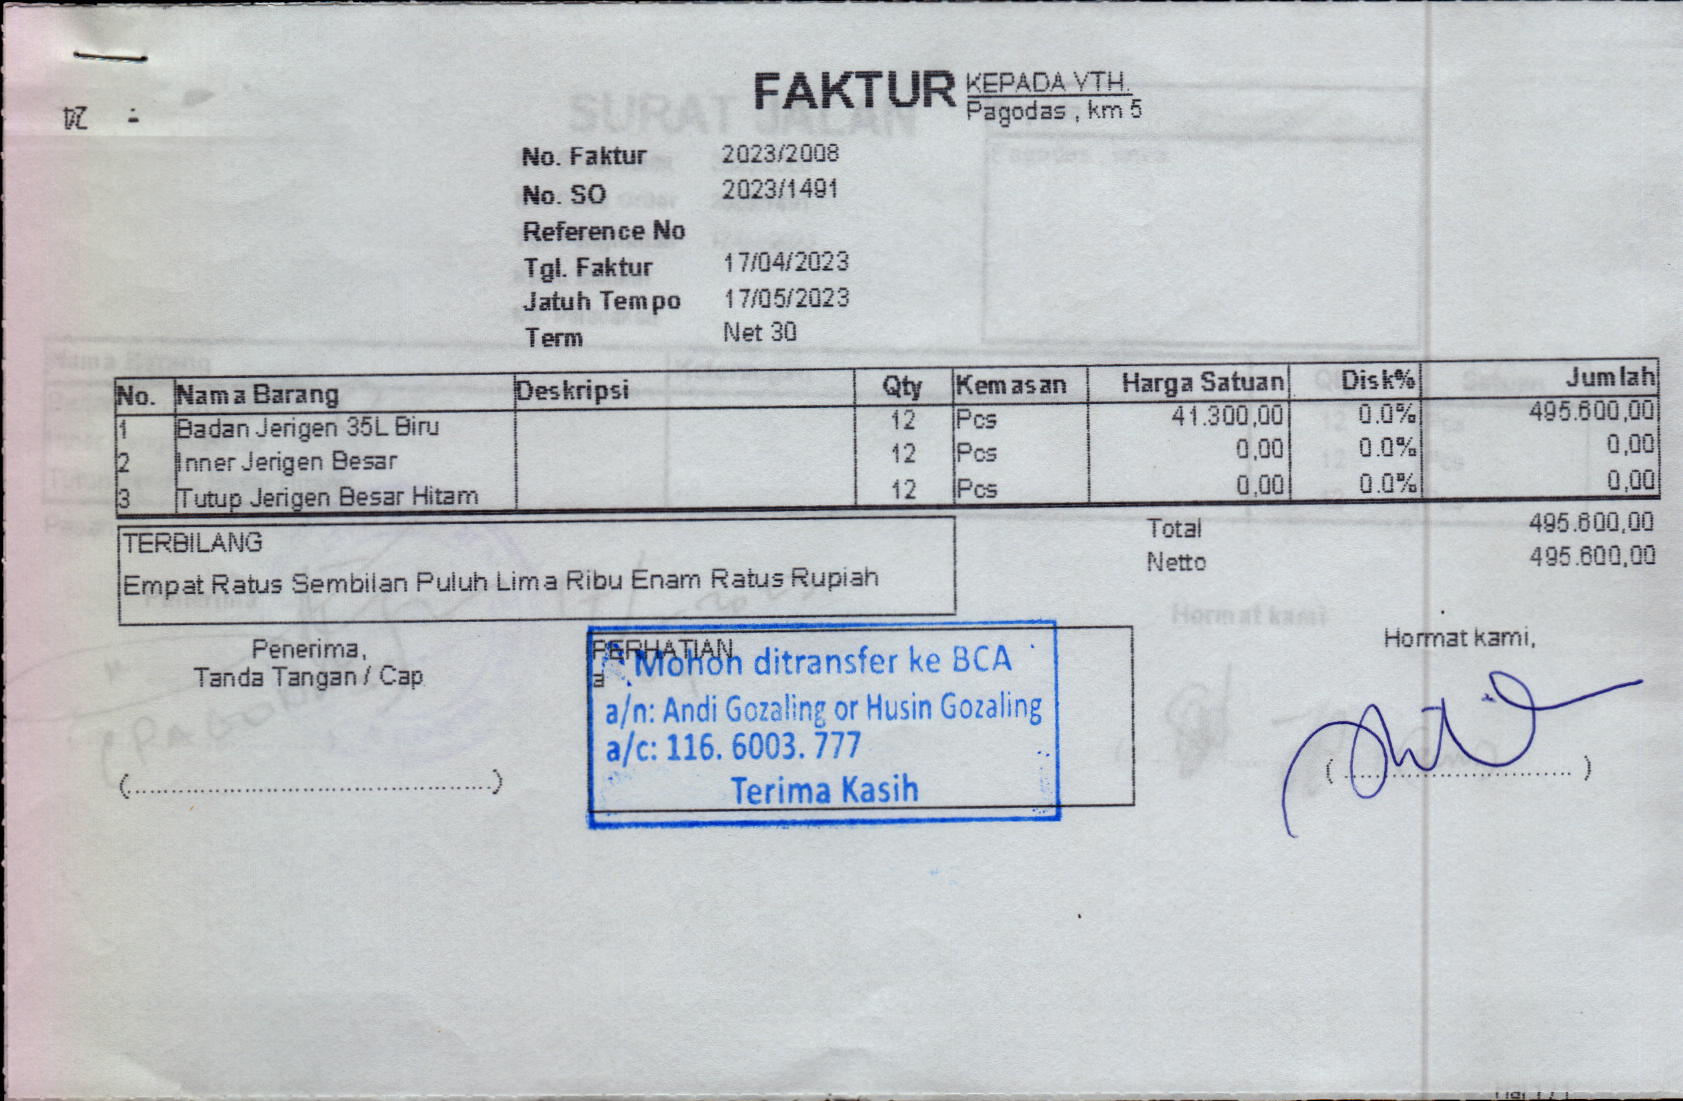 FAKTUR
KEPADA YTH.
Pagodas , km 5
No. Faktur 2023/2008
No. SO 2023/1491
Reference No
Tgl. Faktur 17/04/2023
Jatuh Tempo 17/05/2023
Term Net 30
No. Nama Barang Deskripsi Qty Kemasan Harga Satuan Disk% Jumlah
1 Badan Jerigen 35L Biru 12 Pcs 41.300,00 0.0% 495.600,00
2 Inner Jerigen Besar 12 Pcs 0,00 0.0% 0,00
3 Tutup Jerigen Besar Hitam 12 Pcs 0,00 0.0% 0,00
Total 495.600,00
Netto 495.600,00
TERBILANG
Empat Ratus Sembilan Puluh Lima Ribu Enam Ratus Rupiah
Penerima,
Tanda Tangan / Cap
PERHATIAN
a
Mohon ditransfer ke BCA
a/n: Andi Gozaling or Husin Gozaling
a/c: 116. 6003. 777
Terima Kasih
Hormat kami,
SURAT JALAN
Nama Barang
Hormat kami